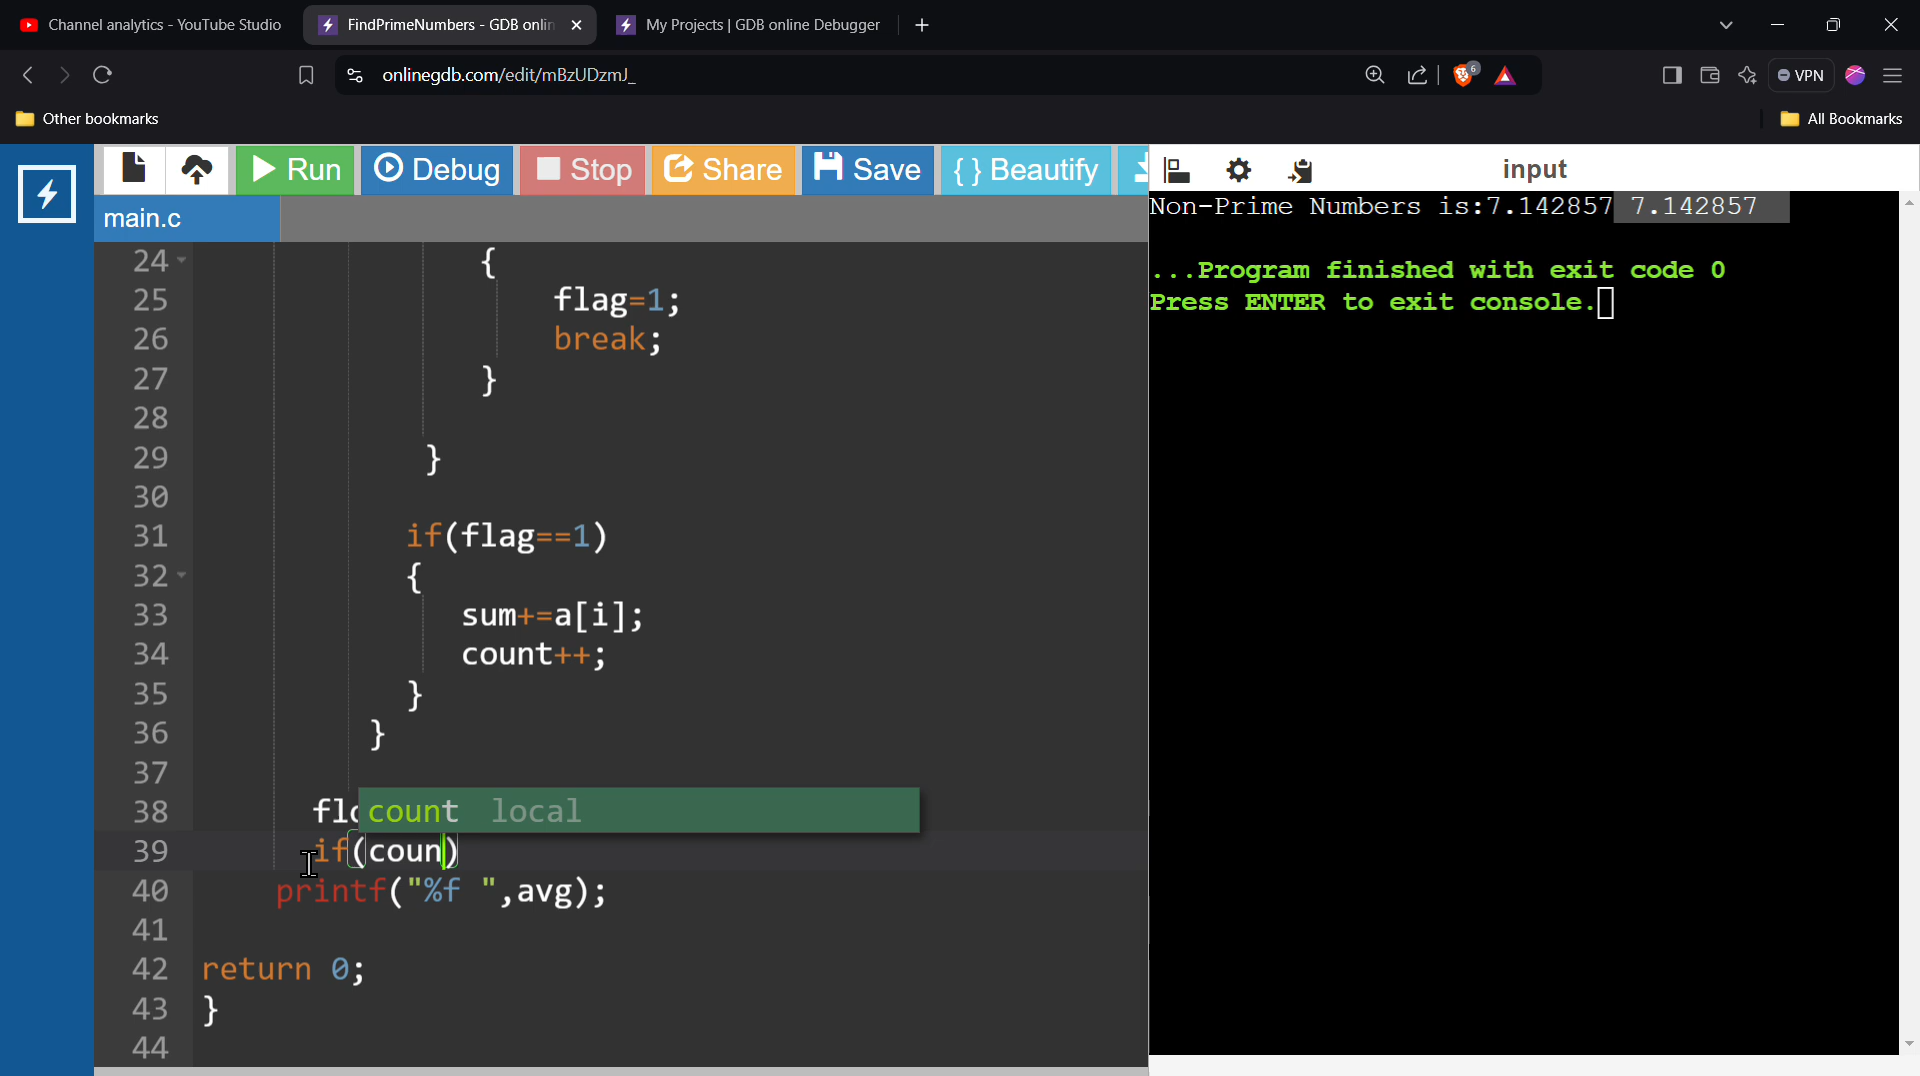 Channel analytics - YouTube Studio
FindPrimeNumbers - GDB onlin
My Projects | GDB online Debugger
onlinegdb.com/edit/mBzUDzmJ_
6
VPN
Other bookmarks
All Bookmarks
Run
Debug
Stop
Share
Save
{ } Beautify
input
main.c
24 {
25 flag=1;
26 break;
27 }
28
29 }
30
31 if(flag==1)
32 {
33 sum+=a[i];
34 count++;
35 }
36 }
37
38 flo
count local
39 if(coun)
40 printf("%f ",avg);
41
42 return 0;
43 }
44
Non-Prime Numbers is:7.142857 7.142857
...Program finished with exit code 0
Press ENTER to exit console.